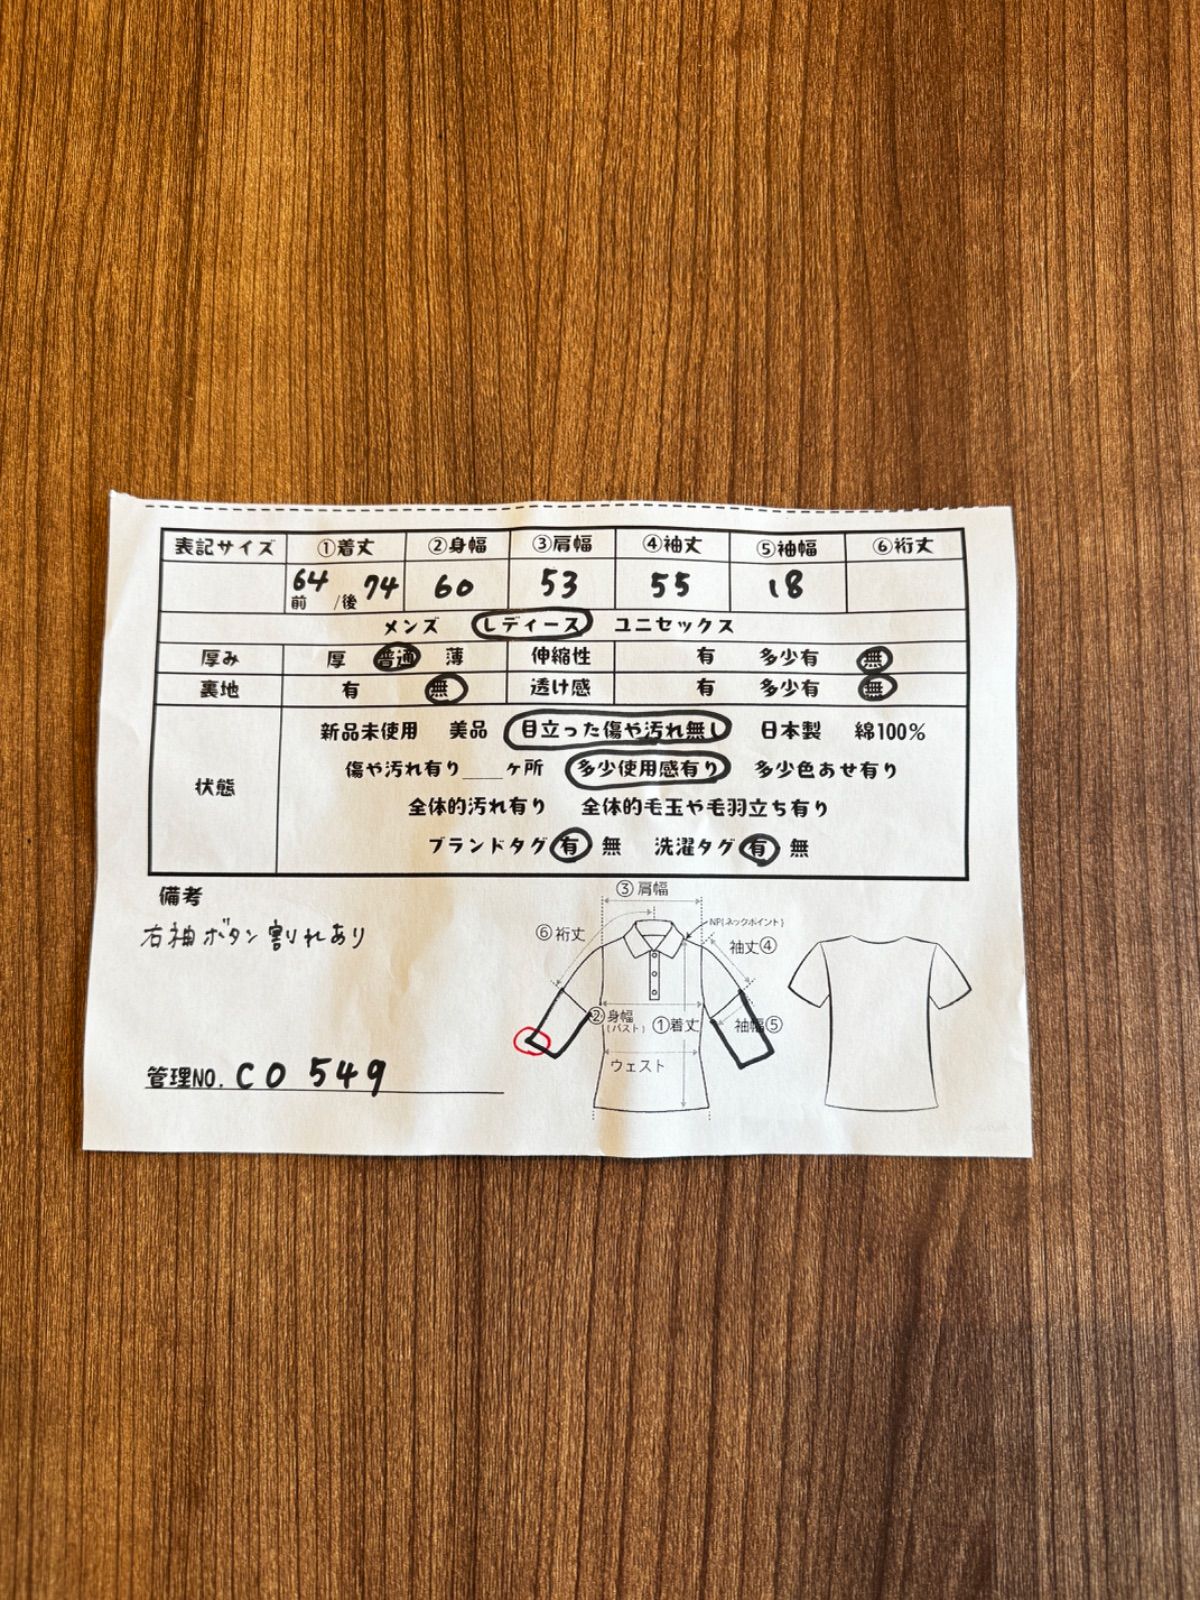 表記サイズ ①着丈 ②身幅 ③肩幅 ④袖丈 ⑤袖幅 ⑥裄丈
64 前 /後 74 60 53 55 18
メンズ レディース ユニセックス
厚み 厚 普通 薄 伸縮性 有 多少有 無
裏地 有 無 透け感 有 多少有 無
状態
新品未使用 美品 目立った傷や汚れ無し 日本製 綿100%
傷や汚れ有り___ヶ所 多少使用感有り 多少色あせ有り
全体的汚れ有り 全体的毛玉や毛羽立ち有り
ブランドタグ 有 無 洗濯タグ 有 無
備考
右袖ボタン割れあり
管理NO. CO 549
③肩幅
NP(ネックポイント)
⑥裄丈
袖丈④
②身幅
(バスト)
①着丈
袖幅⑤
ウェスト